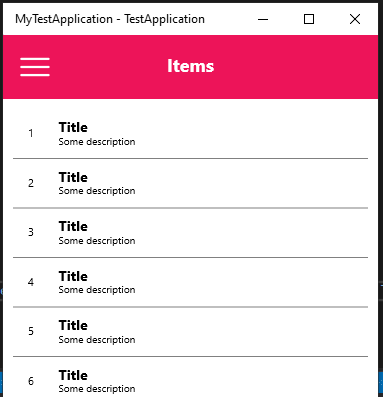 MyTestApplication - TestApplication
Items
1
Title
Some description
2
Title
Some description
3
Title
Some description
4
Title
Some description
5
Title
Some description
6
Title
Some description